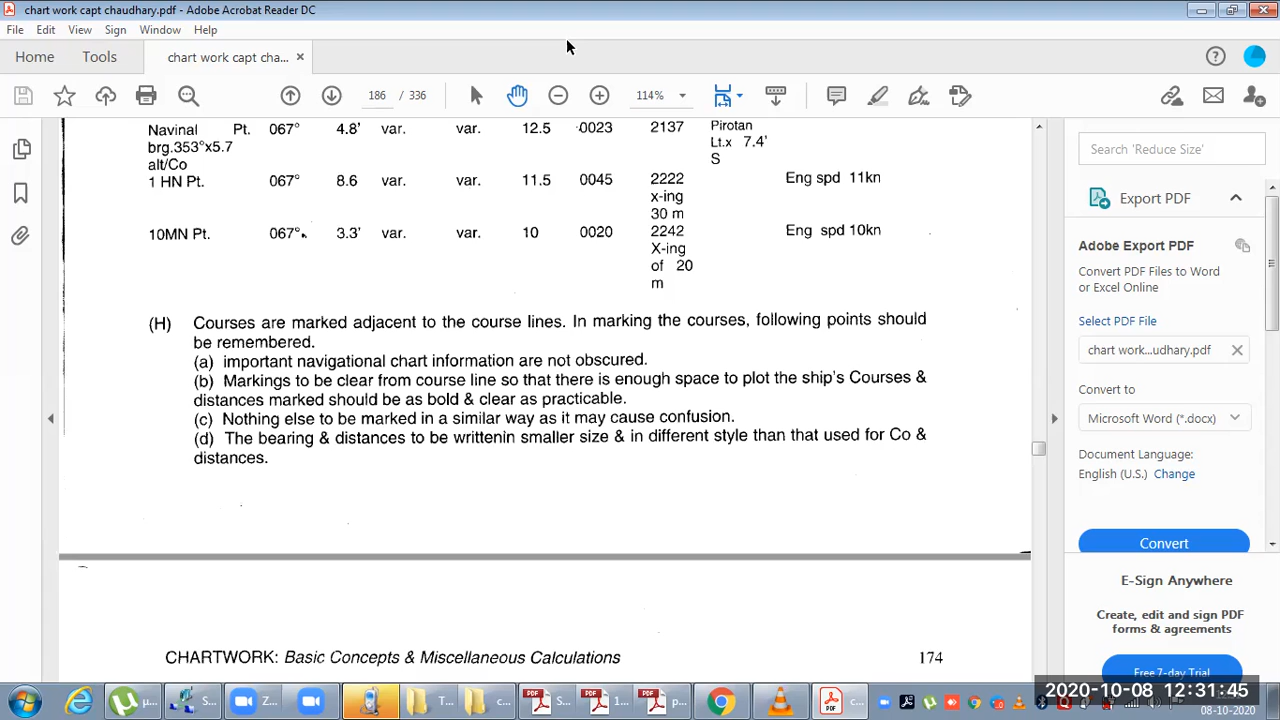 chart work capt chaudhary.pdf - Adobe Acrobat Reader DC
File Edit View Sign Window Help
Home Tools chart work capt cha...
186 / 336 114%
Navinal Pt. 067° 4.8' var. var. 12.5 0023 2137 Pirotan
brg.353°x5.7 Lt.x 7.4'
alt/Co S
1 HN Pt. 067° 8.6 var. var. 11.5 0045 2222 Eng spd 11kn
x-ing
30 m
10MN Pt. 067° 3.3' var. var. 10 0020 2242 Eng spd 10kn
X-ing
of 20
m
(H) Courses are marked adjacent to the course lines. In marking the courses, following points should
be remembered.
(a) important navigational chart information are not obscured.
(b) Markings to be clear from course line so that there is enough space to plot the ship's Courses &
distances marked should be as bold & clear as practicable.
(c) Nothing else to be marked in a similar way as it may cause confusion.
(d) The bearing & distances to be writtenin smaller size & in different style than that used for Co &
distances.
CHARTWORK: Basic Concepts & Miscellaneous Calculations 174
Search 'Reduce Size'
Export PDF
Adobe Export PDF
Convert PDF Files to Word
or Excel Online
Select PDF File
chart work...udhary.pdf
Convert to
Microsoft Word (*.docx)
Document Language:
English (U.S.) Change
Convert
E-Sign Anywhere
Create, edit and sign PDF
forms & agreements
Free 7-day Trial
µ... S... Z... T... c... S... 1... p... c...
2020-10-08 12:31:45
08-10-2020